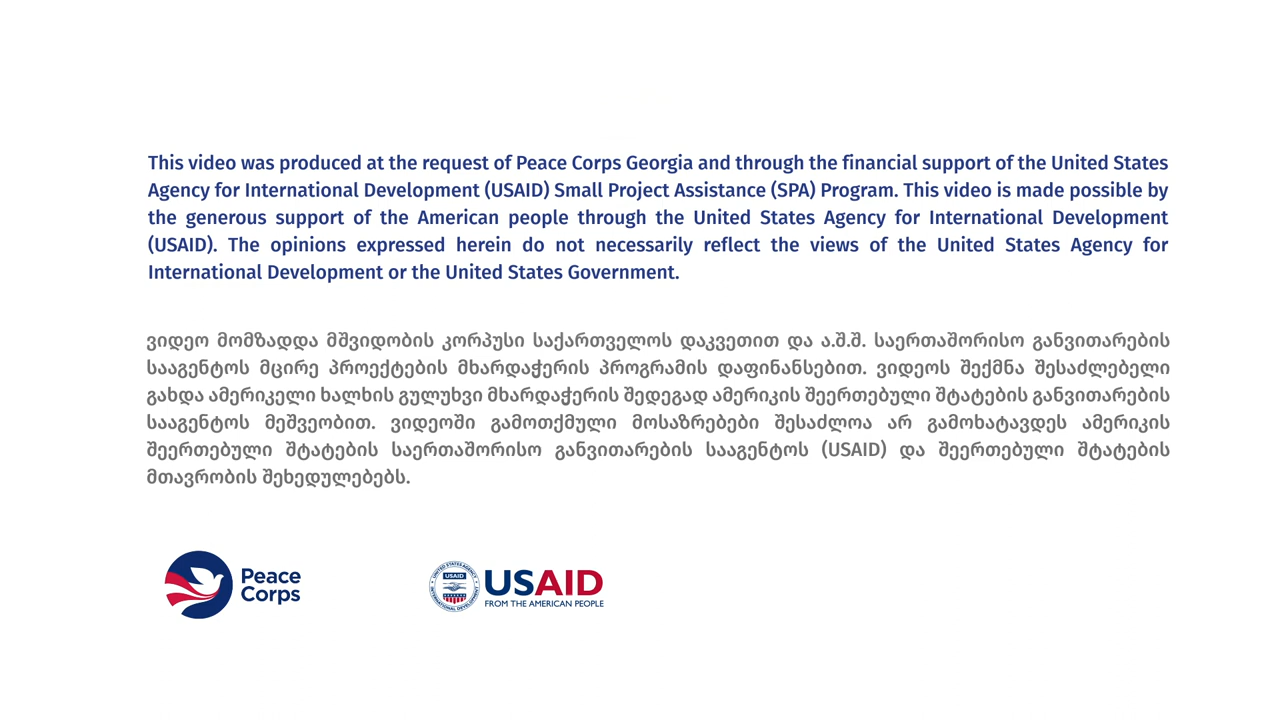 This video was produced at the request of Peace Corps Georgia and through the financial support of the United States
Agency for International Development (USAID) Small Project Assistance (SPA) Program. This video is made possible by
the generous support of the American people through the United States Agency for International Development
(USAID). The opinions expressed herein do not necessarily reflect the views of the United States Agency for
International Development or the United States Government.
ვიდეო მომზადდა მშვიდობის კორპუსი საქართველოს დაკვეთით და ა.შ.შ. საერთაშორისო განვითარების
სააგენტოს მცირე პროექტების მხარდაჭერის პროგრამის დაფინანსებით. ვიდეოს შექმნა შესაძლებელი
გახდა ამერიკელი ხალხის გულუხვი მხარდაჭერის შედეგად ამერიკის შეერთებული შტატების განვითარების
სააგენტოს მეშვეობით. ვიდეოში გამოთქმული მოსაზრებები შესაძლოა არ გამოხატავდეს ამერიკის
შეერთებული შტატების საერთაშორისო განვითარების სააგენტოს (USAID) და შეერთებული შტატების
მთავრობის შეხედულებებს.
Peace
Corps
UNITED STATES AGENCY
USAID
INTERNATIONAL DEVELOPMENT
USAID
FROM THE AMERICAN PEOPLE